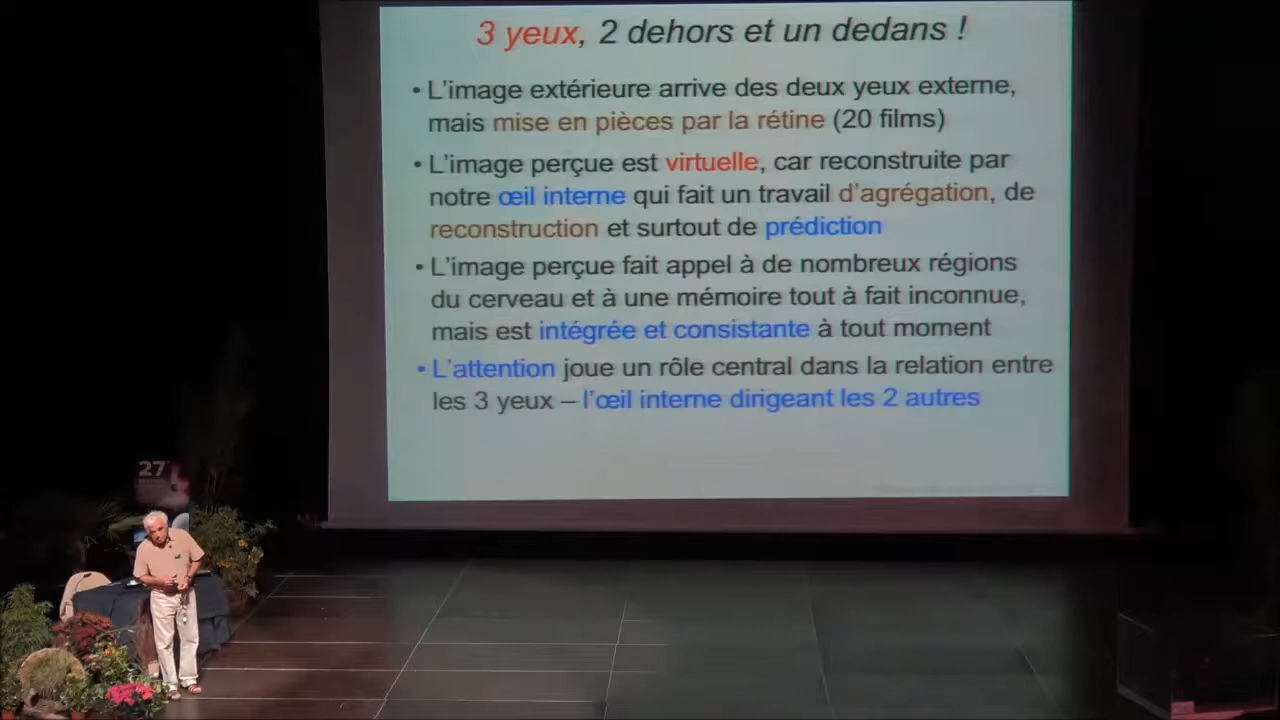 3 yeux, 2 dehors et un dedans !
• L'image extérieure arrive des deux yeux externe,
mais mise en pièces par la rétine (20 films)
• L'image perçue est virtuelle, car reconstruite par
notre œil interne qui fait un travail d'agrégation, de
reconstruction et surtout de prédiction
• L'image perçue fait appel à de nombreux régions
du cerveau et à une mémoire tout à fait inconnue,
mais est intégrée et consistante à tout moment
• L'attention joue un rôle central dans la relation entre
les 3 yeux – l'œil interne dirigeant les 2 autres
27